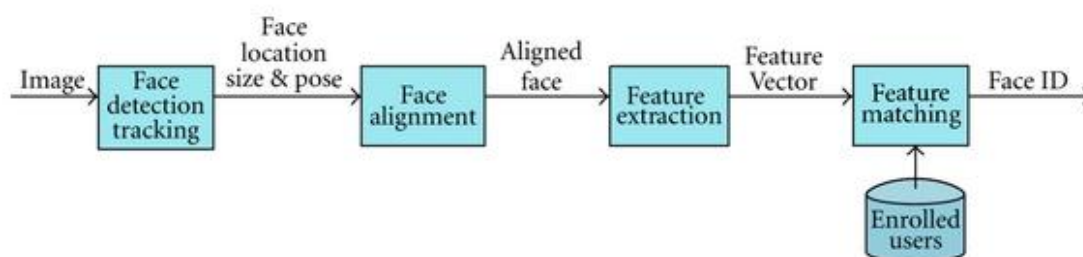 Image
Face
detection
tracking
Face
location
size & pose
Face
alignment
Aligned
face
Feature
extraction
Feature
Vector
Feature
matching
Face ID
Enrolled
users